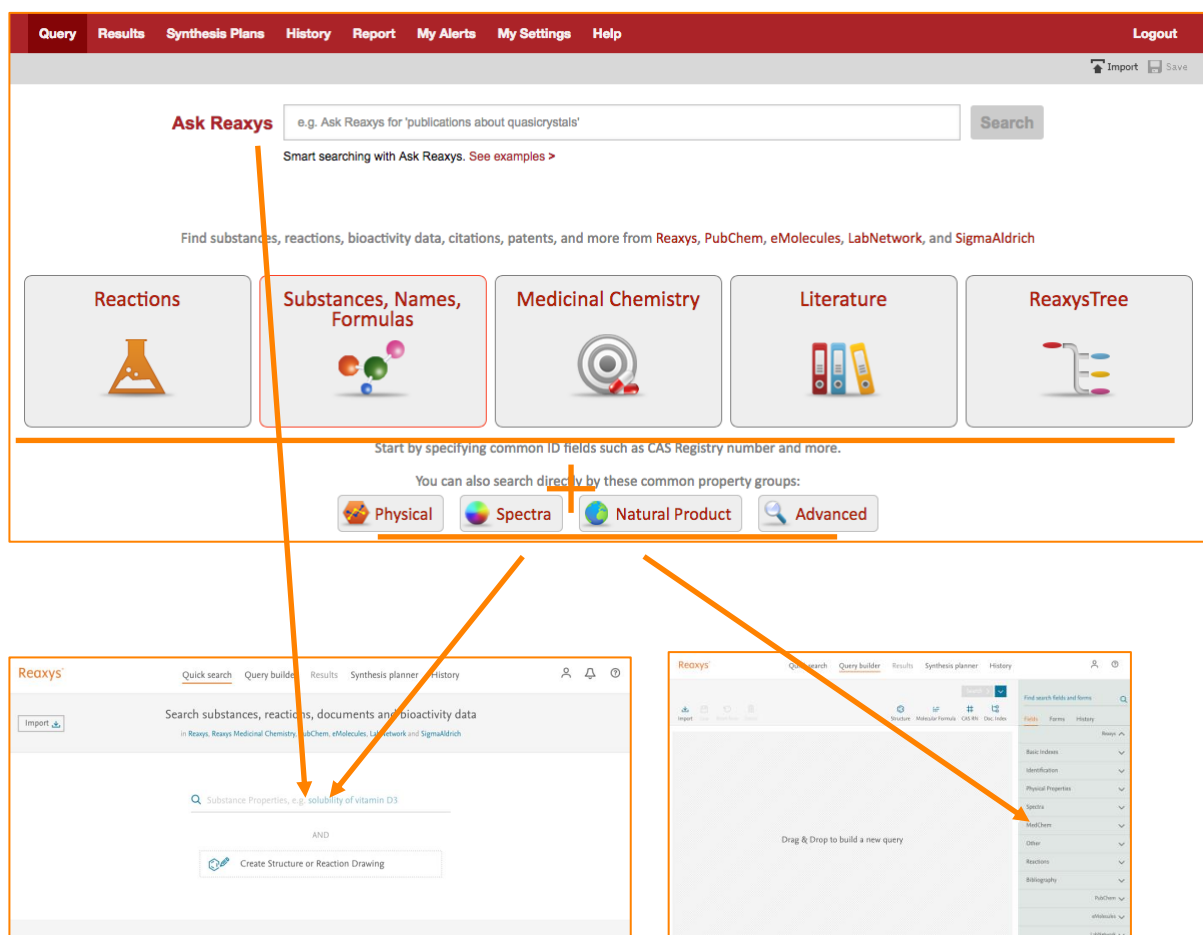 Query Results Synthesis Plans History Report My Alerts My Settings Help Logout
Import Save
Ask Reaxys e.g. Ask Reaxys for 'publications about quasicrystals' Search
Smart searching with Ask Reaxys. See examples >
Find substances, reactions, bioactivity data, citations, patents, and more from Reaxys, PubChem, eMolecules, LabNetwork, and SigmaAldrich
Reactions
Substances, Names,
Formulas
Medicinal Chemistry
Literature
ReaxysTree
Start by specifying common ID fields such as CAS Registry number and more.
You can also search directly by these common property groups:
Physical Spectra Natural Product Advanced
Reaxys Quick search Query builder Results Synthesis planner History
Import
Search substances, reactions, documents and bioactivity data
in Reaxys, Reaxys Medicinal Chemistry, PubChem, eMolecules, LabNetwork and SigmaAldrich
Substance Properties, e.g. solubility of vitamin D3
AND
Create Structure or Reaction Drawing
Reaxys Quick search Query builder Results Synthesis planner History
Import
Structure Molecular Formula CAS RN Doc. Index
Drag & Drop to build a new query
Find search fields and forms
Fields Forms History
Reaxys
Basic Indexes
Identification
Physical Properties
Spectra
MedChem
Other
Reactions
Bibliography
PubChem
eMolecules